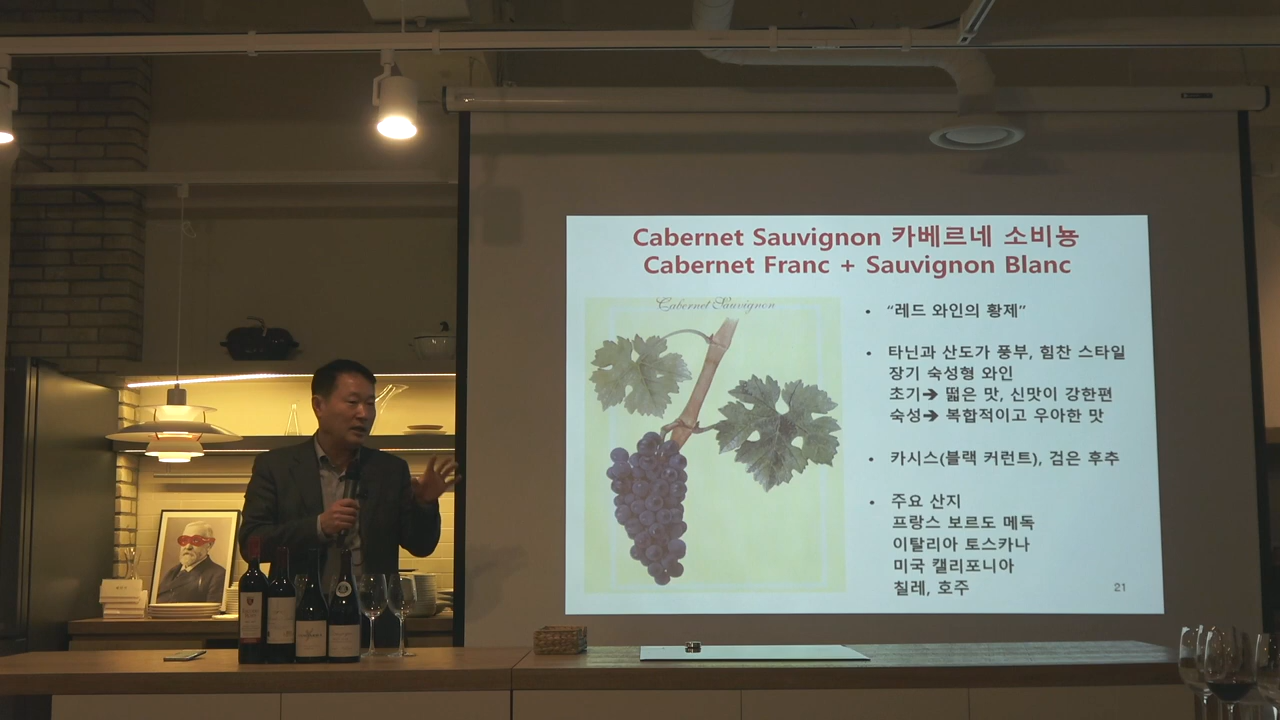 Cabernet Sauvignon 카베르네 소비뇽
Cabernet Franc + Sauvignon Blanc
Cabernet Sauvignon
• “레드 와인의 황제”
• 타닌과 산도가 풍부, 힘찬 스타일
장기 숙성형 와인
초기➔ 떫은 맛, 신맛이 강한편
숙성➔ 복합적이고 우아한 맛
• 카시스(블랙 커런트), 검은 후추
• 주요 산지
프랑스 보르도 메독
이탈리아 토스카나
미국 캘리포니아
칠레, 호주
21